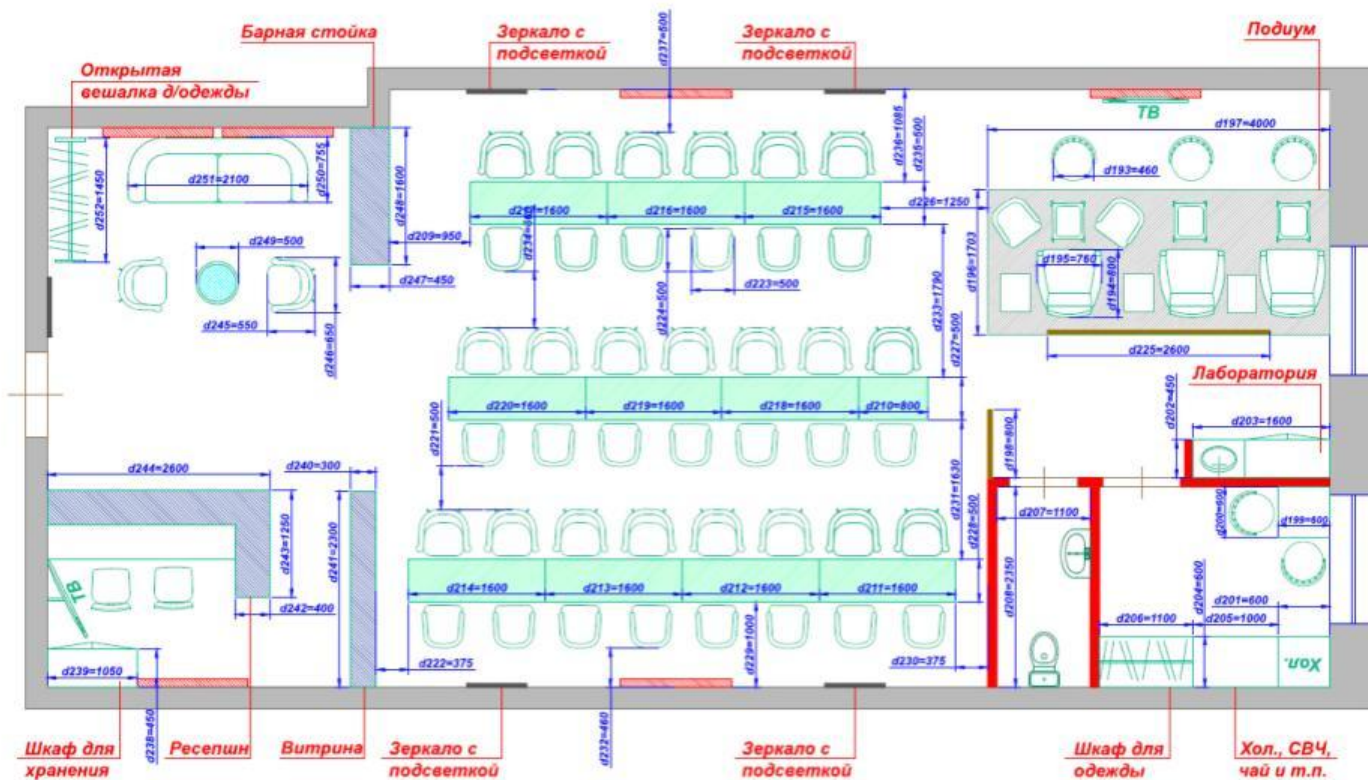 Барная стойка
Зеркало с
подсветкой
Зеркало с
подсветкой
Подиум
Открытая
вешалка д/одежды
d237=500
ТВ
d197=4000
d193=460
d236=1085
d235=500
d226=1250
d251=2100
d250=755
d252=1450
d248=1600
d216=1600
d215=1600
d209=950
d249=500
d247=450
d223=500
d224=500
d233=1790
d196=1703
d195=760
d194=800
d245=550
d246=650
d227=500
d225=2600
Лаборатория
d220=1600
d219=1600
d218=1600
d210=800
d202=450
d203=1600
d198=800
d221=500
d244=2600
d240=300
d231=1630
d207=1100
d200=600
d199=600
d243=1250
d241=2300
d228=500
d214=1600
d213=1600
d212=1600
d211=1600
ТВ
d242=400
d208=2350
d204=600
d201=600
d206=1100
d205=1000
d229=1000
d222=375
d230=375
d239=1050
Хол.
d238=450
d232=460
Шкаф для
хранения
Ресепшн
Витрина
Зеркало с
подсветкой
Зеркало с
подсветкой
Шкаф для
одежды
Хол., СВЧ,
чай и т.п.